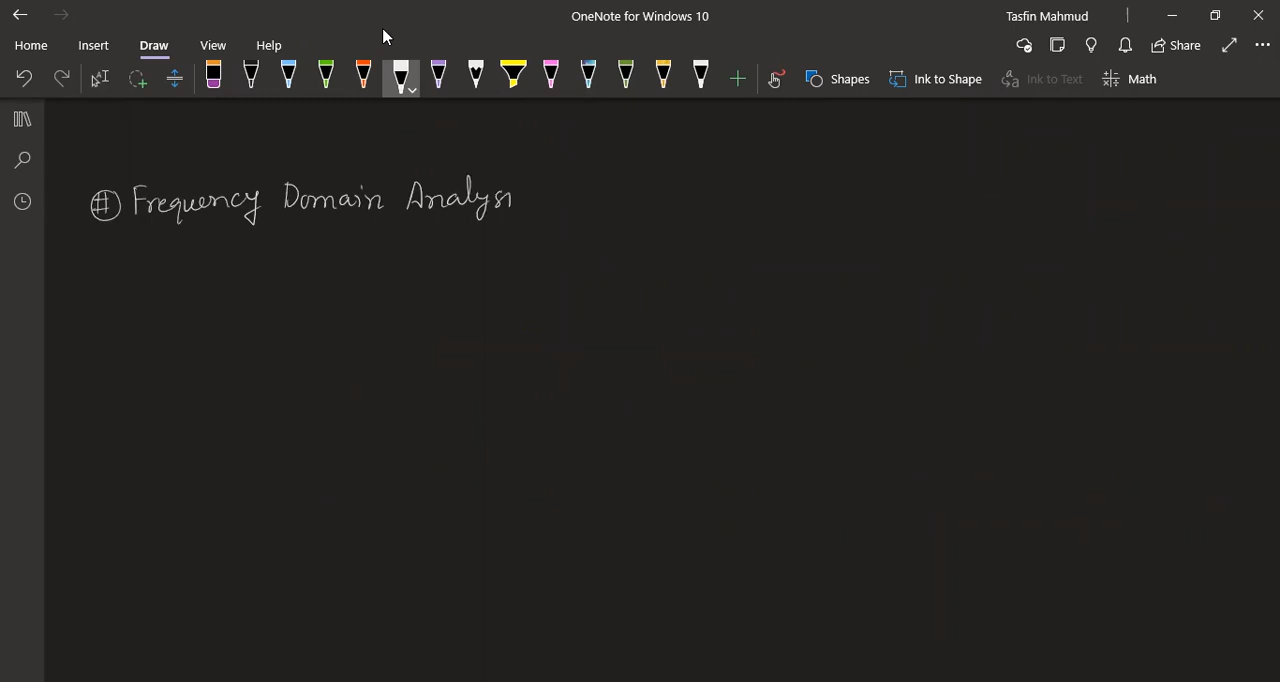 OneNote for Windows 10
Tasfin Mahmud
Home Insert Draw View Help
Share
Shapes Ink to Shape Ink to Text Math
# Frequency Domain Analysi